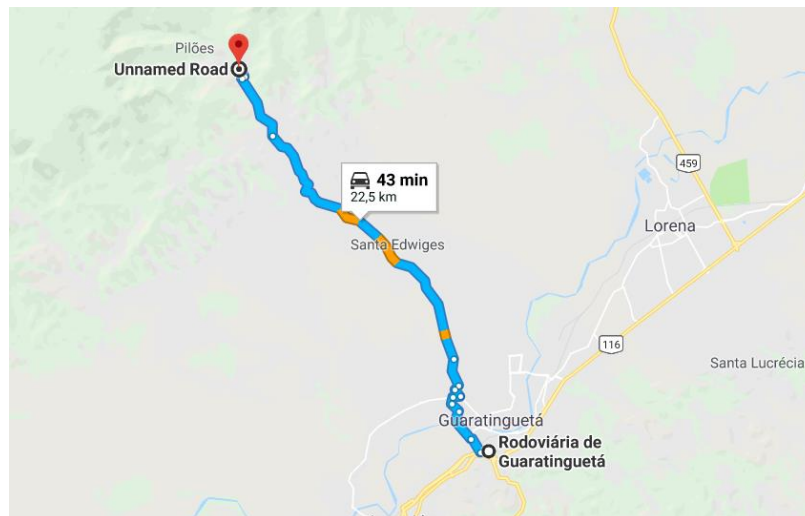 Pilões
Unnamed Road
43 min
22,5 km
459
Lorena
Santa Edwiges
116
Santa Lucrécia
Guaratinguetá
Rodoviária de
Guaratinguetá